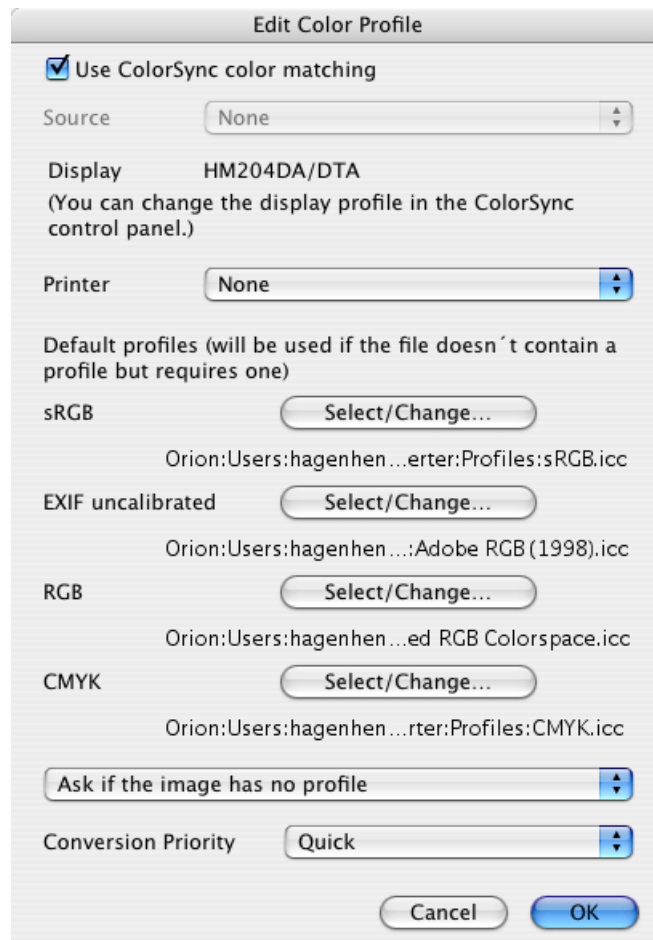 Edit Color Profile
Use ColorSync color matching
Source None
Display HM204DA/DTA
(You can change the display profile in the ColorSync
control panel.)
Printer None
Default profiles (will be used if the file doesn´t contain a
profile but requires one)
sRGB Select/Change...
Orion:Users:hagenhen...erter:Profiles:sRGB.icc
EXIF uncalibrated Select/Change...
Orion:Users:hagenhen...:Adobe RGB (1998).icc
RGB Select/Change...
Orion:Users:hagenhen...ed RGB Colorspace.icc
CMYK Select/Change...
Orion:Users:hagenhen...rter:Profiles:CMYK.icc
Ask if the image has no profile
Conversion Priority Quick
Cancel OK